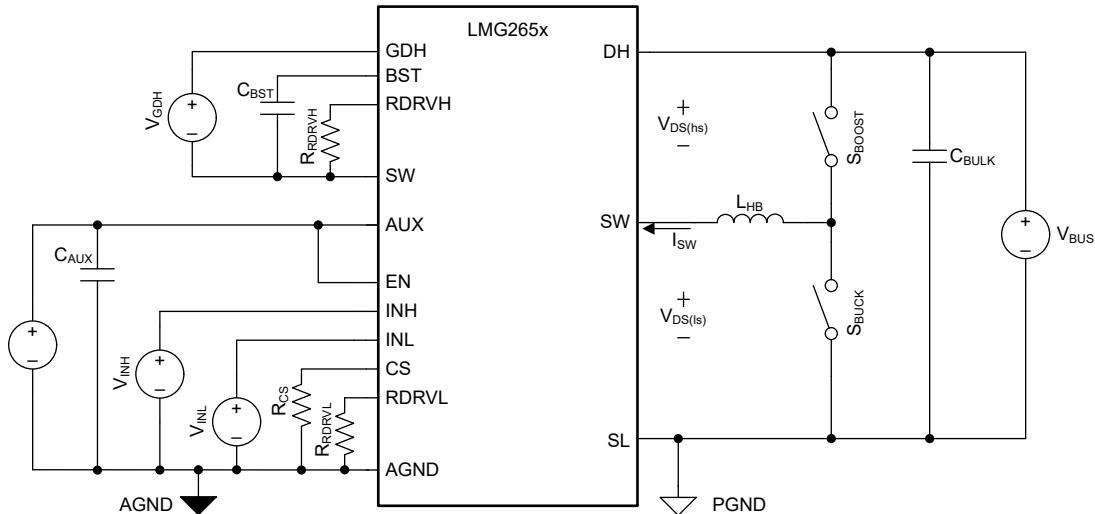 LMG265x
GDH
BST
RDRVH
SW
AUX
EN
INH
INL
CS
RDRVL
AGND
DH
SW
SL
V_GDH
+
–
C_BST
R_RDRVH
C_AUX
+
–
V_INH
+
–
V_INL
+
–
R_CS
R_RDRVL
AGND
+
V_DS(hs)
–
S_BOOST
C_BULK
L_HB
I_SW
+
–
V_BUS
+
V_DS(ls)
–
S_BUCK
PGND